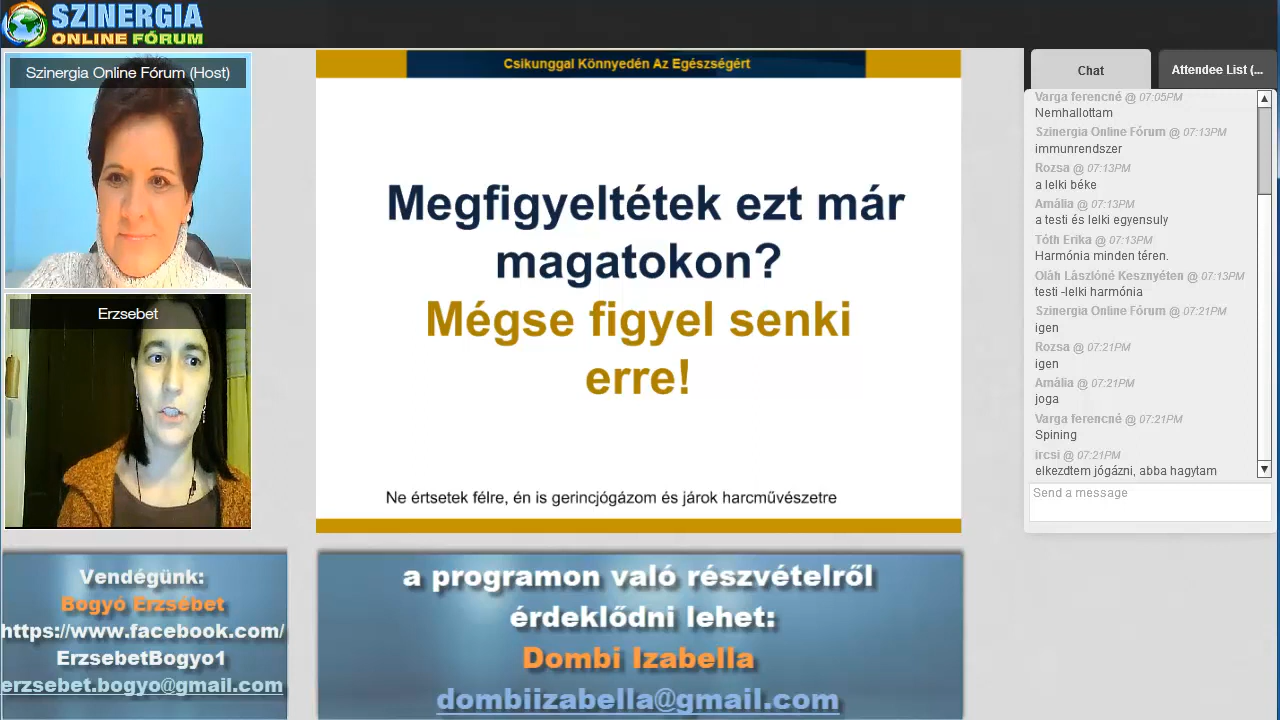 SZINERGIA
ONLINE FÓRUM
Szinergia Online Fórum (Host)
Erzsebet
Csikunggal Könnyedén Az Egészségért
Megfigyeltétek ezt már
magatokon?
Mégse figyel senki
erre!
Ne értsetek félre, én is gerincjógázom és járok harcművészetre
Chat
Attendee List (...
Varga ferencné @ 07:05PM
Nemhallottam
Szinergia Online Fórum @ 07:13PM
immunrendszer
Rozsa @ 07:13PM
a lelki béke
Amália @ 07:13PM
a testi és lelki egyensuly
Tóth Erika @ 07:13PM
Harmónia minden téren.
Oláh Lászlóné Kesznyéten @ 07:13PM
testi -lelki harmónia
Szinergia Online Fórum @ 07:21PM
igen
Rozsa @ 07:21PM
igen
Amália @ 07:21PM
joga
Varga ferencné @ 07:21PM
Spining
ircsi @ 07:21PM
elkezdtem jógázni, abba hagytam
Send a message
Vendégünk:
Bogyó Erzsébet
https://www.facebook.com/
ErzsebetBogyo1
erzsebet.bogyo@gmail.com
a programon való részvételről
érdeklődni lehet:
Dombi Izabella
dombiizabella@gmail.com